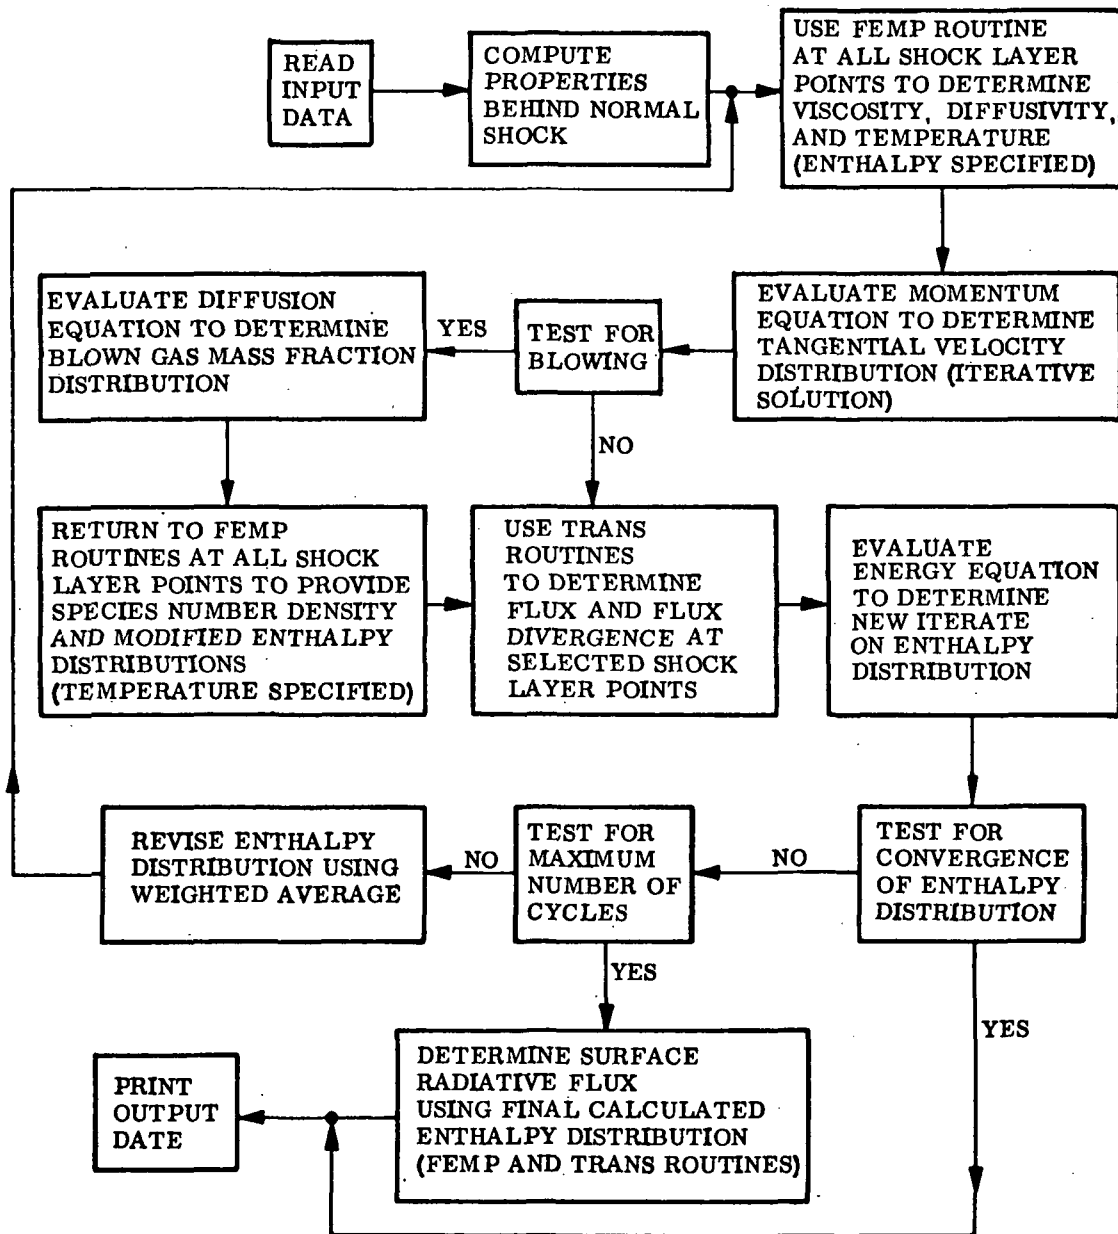 READ
INPUT
DATA
COMPUTE
PROPERTIES
BEHIND NORMAL
SHOCK
USE FEMP ROUTINE
AT ALL SHOCK LAYER
POINTS TO DETERMINE
VISCOSITY, DIFFUSIVITY,
AND TEMPERATURE
(ENTHALPY SPECIFIED)
EVALUATE MOMENTUM
EQUATION TO DETERMINE
TANGENTIAL VELOCITY
DISTRIBUTION (ITERATIVE
SOLUTION)
TEST FOR
BLOWING
YES
NO
EVALUATE DIFFUSION
EQUATION TO DETERMINE
BLOWN GAS MASS FRACTION
DISTRIBUTION
RETURN TO FEMP
ROUTINES AT ALL SHOCK
LAYER POINTS TO PROVIDE
SPECIES NUMBER DENSITY
AND MODIFIED ENTHALPY
DISTRIBUTIONS
(TEMPERATURE SPECIFIED)
USE TRANS
ROUTINES
TO DETERMINE
FLUX AND FLUX
DIVERGENCE AT
SELECTED SHOCK
LAYER POINTS
EVALUATE
ENERGY EQUATION
TO DETERMINE
NEW ITERATE
ON ENTHALPY
DISTRIBUTION
TEST FOR
CONVERGENCE
OF ENTHALPY
DISTRIBUTION
NO
YES
TEST FOR
MAXIMUM
NUMBER OF
CYCLES
NO
YES
REVISE ENTHALPY
DISTRIBUTION USING
WEIGHTED AVERAGE
DETERMINE SURFACE
RADIATIVE FLUX
USING FINAL CALCULATED
ENTHALPY DISTRIBUTION
(FEMP AND TRANS ROUTINES)
PRINT
OUTPUT
DATE